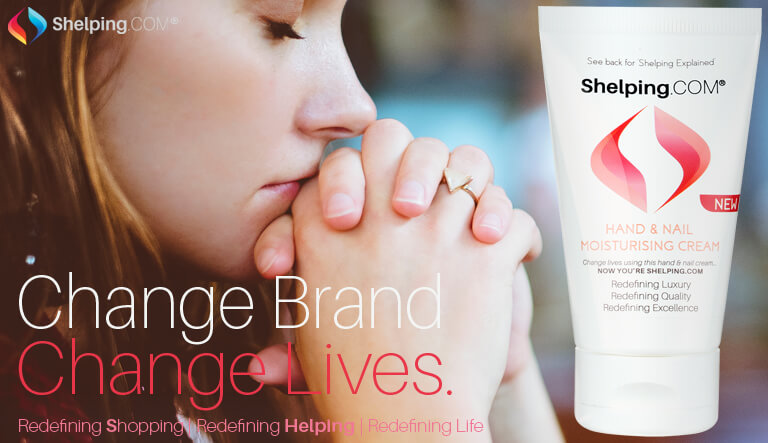 Shelping.COM®
Change Brand
Change Lives.
Redefining Shopping | Redefining Helping | Redefining Life
See back for Shelping Explained
Shelping.COM®
NEW
HAND & NAIL
MOISTURISING CREAM
Change lives using this hand & nail cream...
NOW YOU'RE SHELPING.COM
Redefining Luxury
Redefining Quality
Redefining Excellence